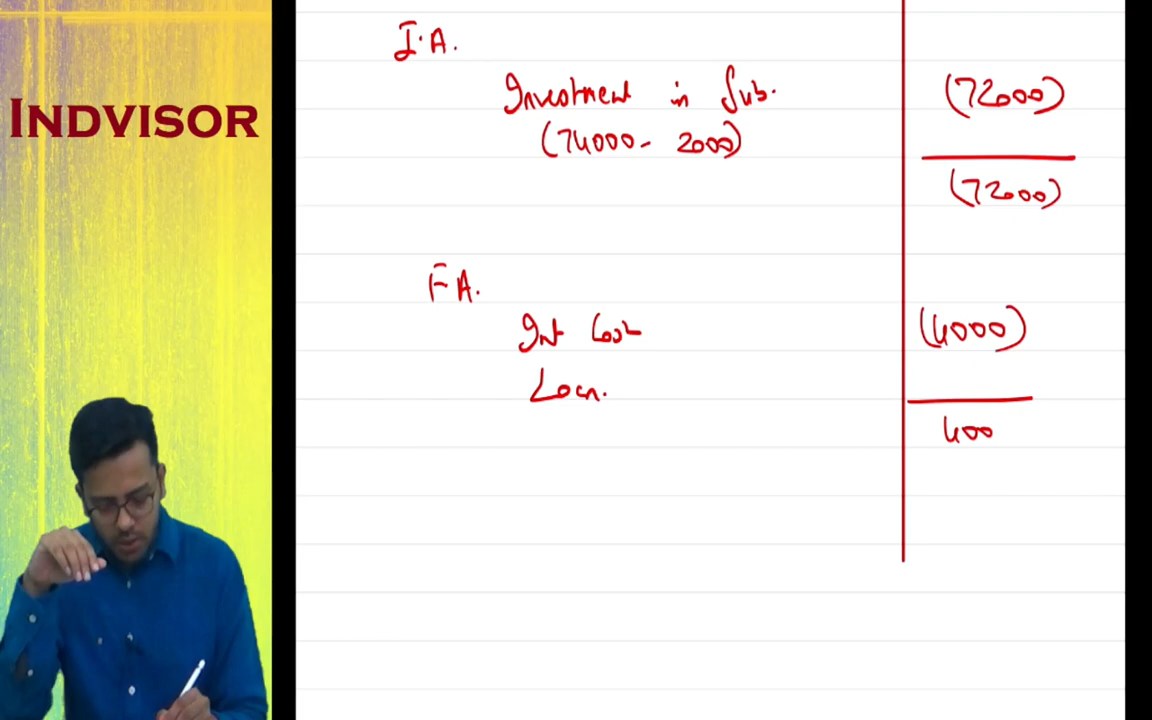 INDVISOR
I.A.
Investment in Sub. (72000)
(74000 - 2000)
(72000)
F A.
Int Cost (4000)
Loan.
400